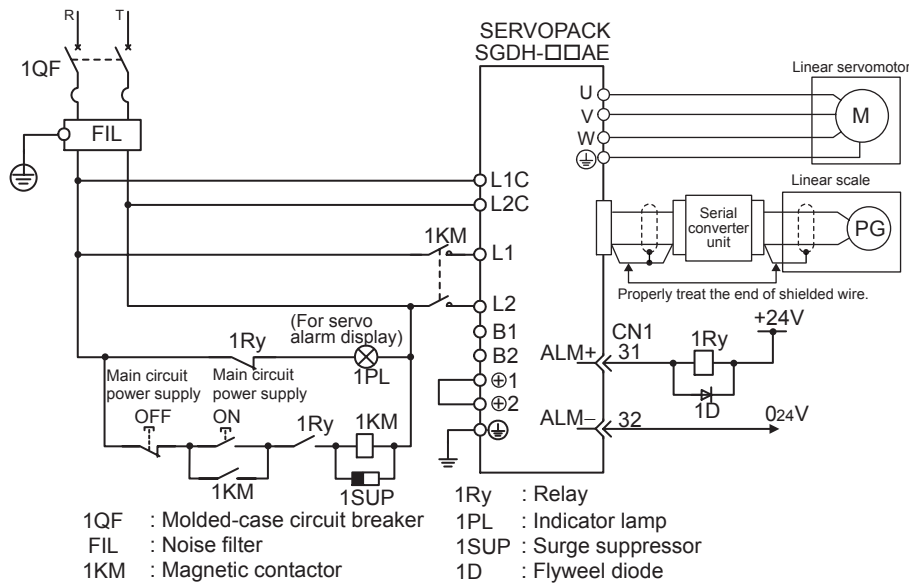 R
T
1QF
FIL
SERVOPACK
SGDH-□□AE
U
V
W
Linear servomotor
M
L1C
L2C
1KM
L1
L2
B1
B2
⊕1
⊕2
Linear scale
Serial
converter
unit
PG
Properly treat the end of shielded wire.
+24V
CN1
ALM+
31
1Ry
1D
ALM–
32
024V
(For servo
alarm display)
1Ry
1PL
Main circuit
power supply
OFF
Main circuit
power supply
ON
1Ry
1KM
1KM
1SUP
1QF : Molded-case circuit breaker
FIL : Noise filter
1KM : Magnetic contactor
1Ry : Relay
1PL : Indicator lamp
1SUP : Surge suppressor
1D : Flyweel diode